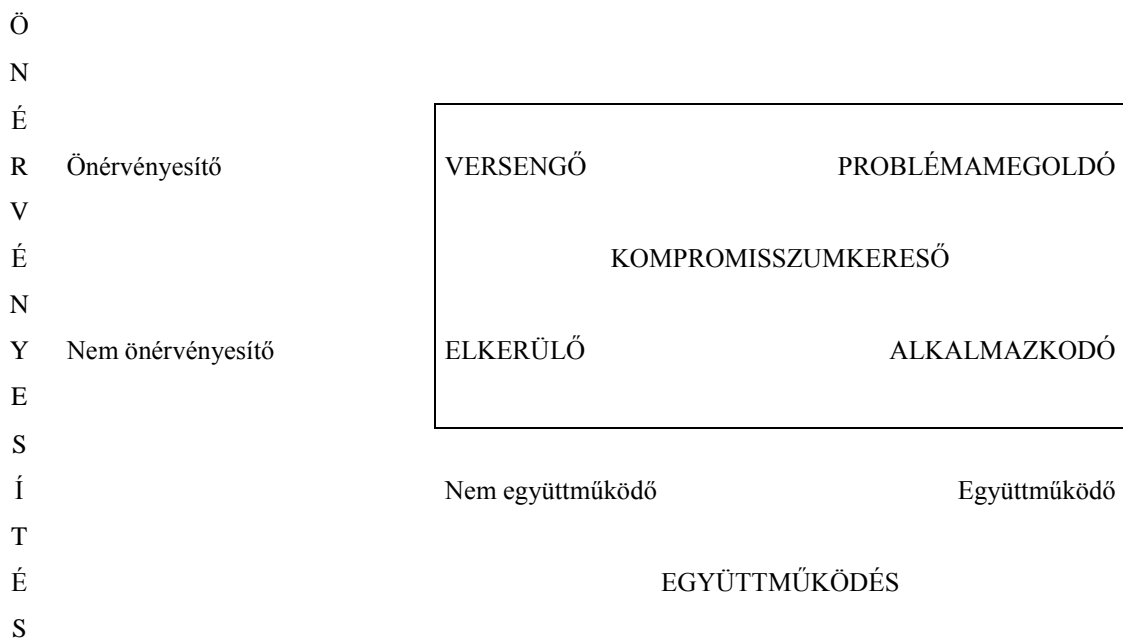 Ö
N
É
R Önérvényesítő VERSENGŐ PROBLÉMAMEGOLDÓ
V
É KOMPROMISSZUMKERESŐ
N
Y Nem önérvényesítő ELKERÜLŐ ALKALMAZKODÓ
E
S
Í Nem együttműködő Együttműködő
T
É EGYÜTTMŰKÖDÉS
S